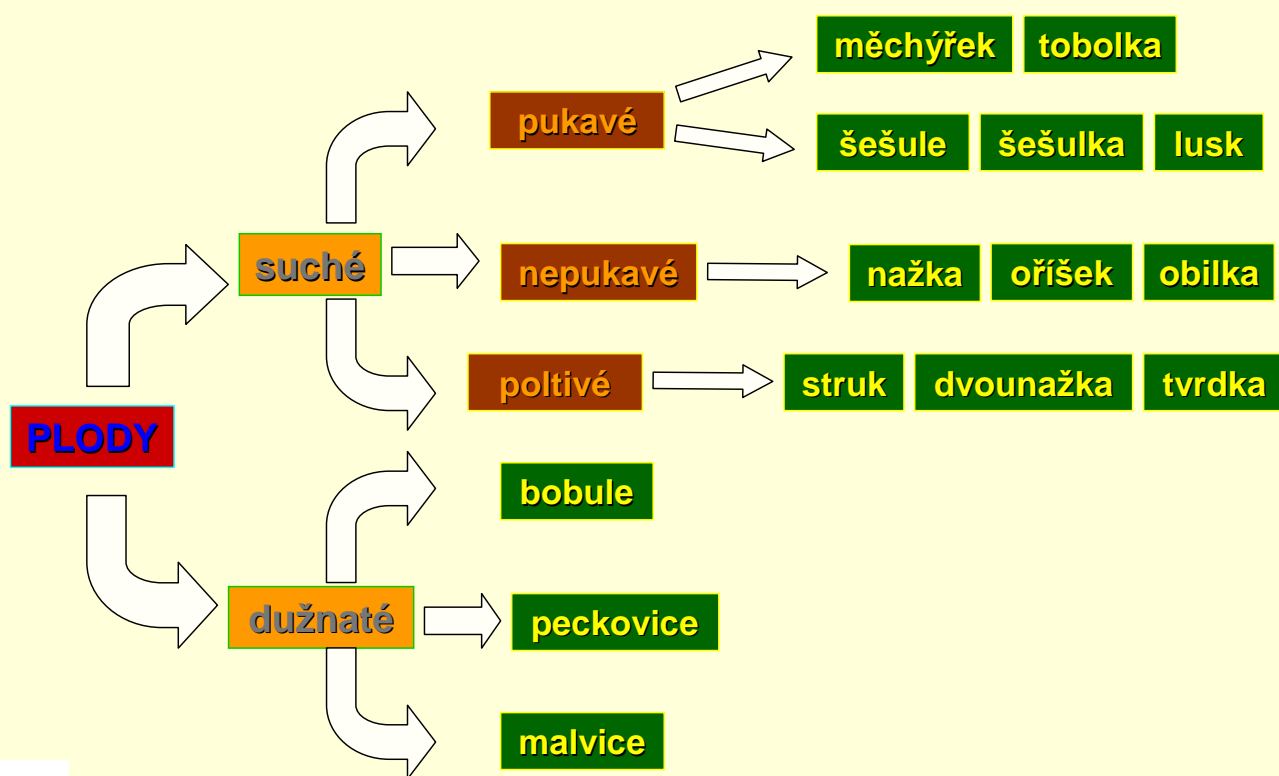 měchýřek tobolka
pukavé
šešule šešulka lusk
suché
nepukavé
nažka oříšek obilka
poltivé
struk dvounažka tvrdka
PLODY
bobule
dužnaté
peckovice
malvice